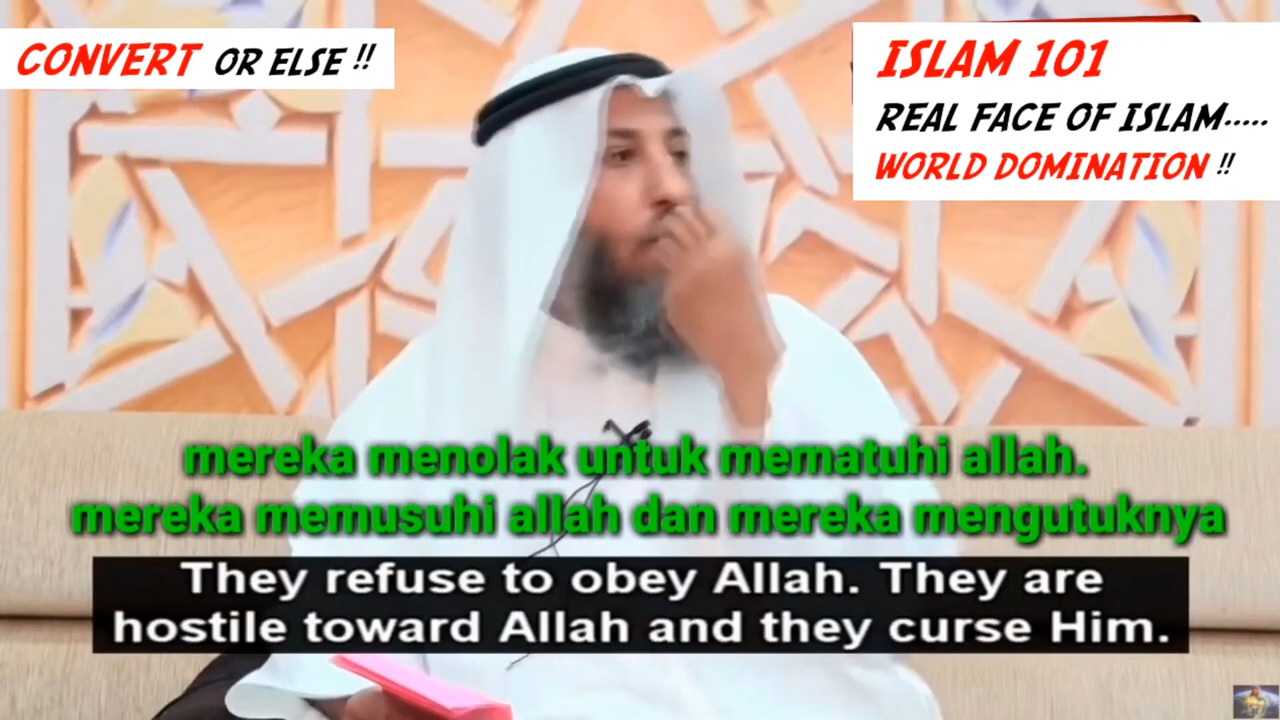 CONVERT OR ELSE !!
ISLAM 101
REAL FACE OF ISLAM.....
WORLD DOMINATION !!
mereka menolak untuk mematuhi allah.
mereka memusuhi allah dan mereka mengutuknya
They refuse to obey Allah. They are
hostile toward Allah and they curse Him.